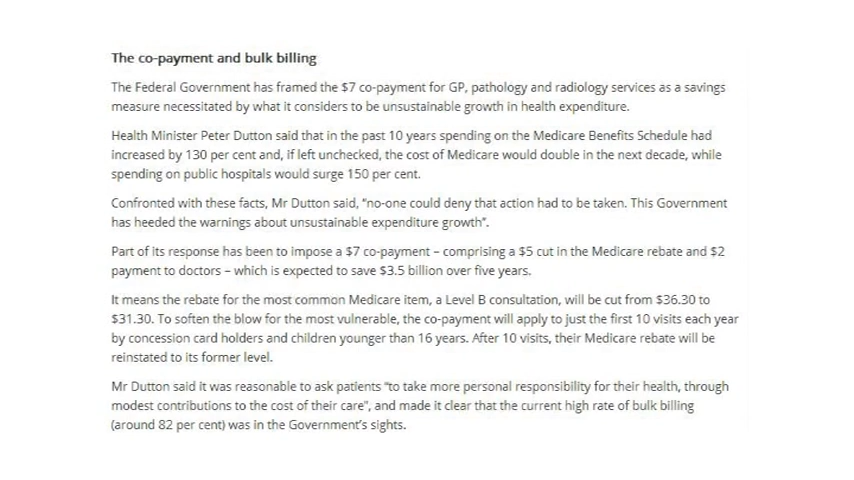 The co-payment and bulk billing
The Federal Government has framed the $7 co-payment for GP, pathology and radiology services as a savings
measure necessitated by what it considers to be unsustainable growth in health expenditure.
Health Minister Peter Dutton said that in the past 10 years spending on the Medicare Benefits Schedule had
increased by 130 per cent and, if left unchecked, the cost of Medicare would double in the next decade, while
spending on public hospitals would surge 150 per cent.
Confronted with these facts, Mr Dutton said, "no-one could deny that action had to be taken. This Government
has heeded the warnings about unsustainable expenditure growth".
Part of its response has been to impose a $7 co-payment – comprising a $5 cut in the Medicare rebate and $2
payment to doctors – which is expected to save $3.5 billion over five years.
It means the rebate for the most common Medicare item, a Level B consultation, will be cut from $36.30 to
$31.30. To soften the blow for the most vulnerable, the co-payment will apply to just the first 10 visits each year
by concession card holders and children younger than 16 years. After 10 visits, their Medicare rebate will be
reinstated to its former level.
Mr Dutton said it was reasonable to ask patients "to take more personal responsibility for their health, through
modest contributions to the cost of their care", and made it clear that the current high rate of bulk billing
(around 82 per cent) was in the Government's sights.